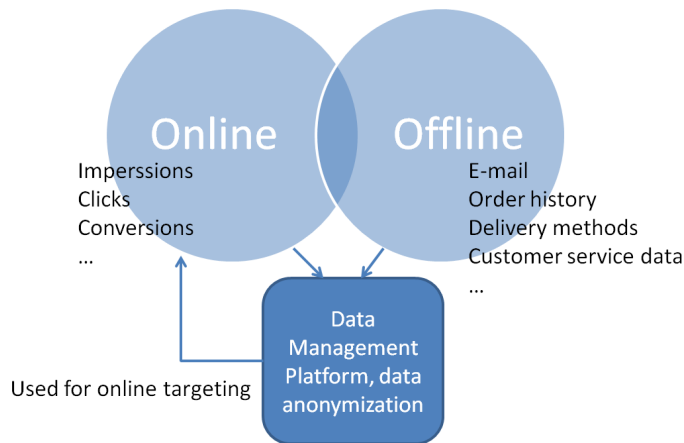 Online
Imperssions
Clicks
Conversions
...
Offline
E-mail
Order history
Delivery methods
Customer service data
...
Data
Management
Platform, data
anonymization
Used for online targeting